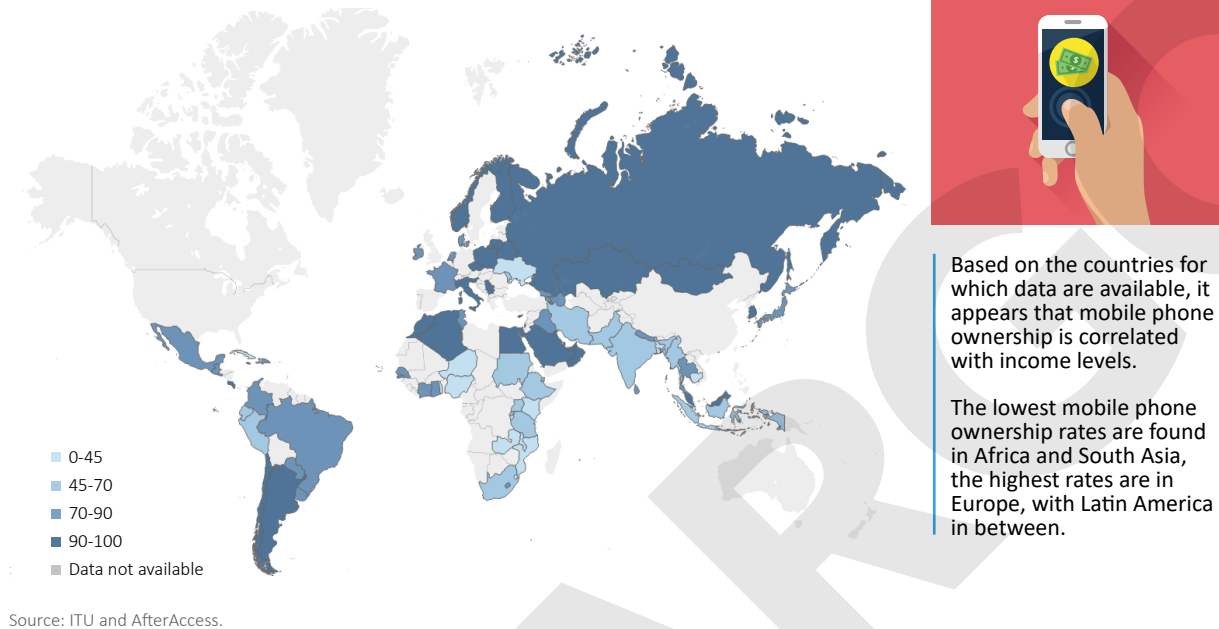 Based on the countries for
which data are available, it
appears that mobile phone
ownership is correlated
with income levels.
The lowest mobile phone
ownership rates are found
in Africa and South Asia,
the highest rates are in
Europe, with Latin America
in between.
0-45
45-70
70-90
90-100
Data not available
Source: ITU and AfterAccess.